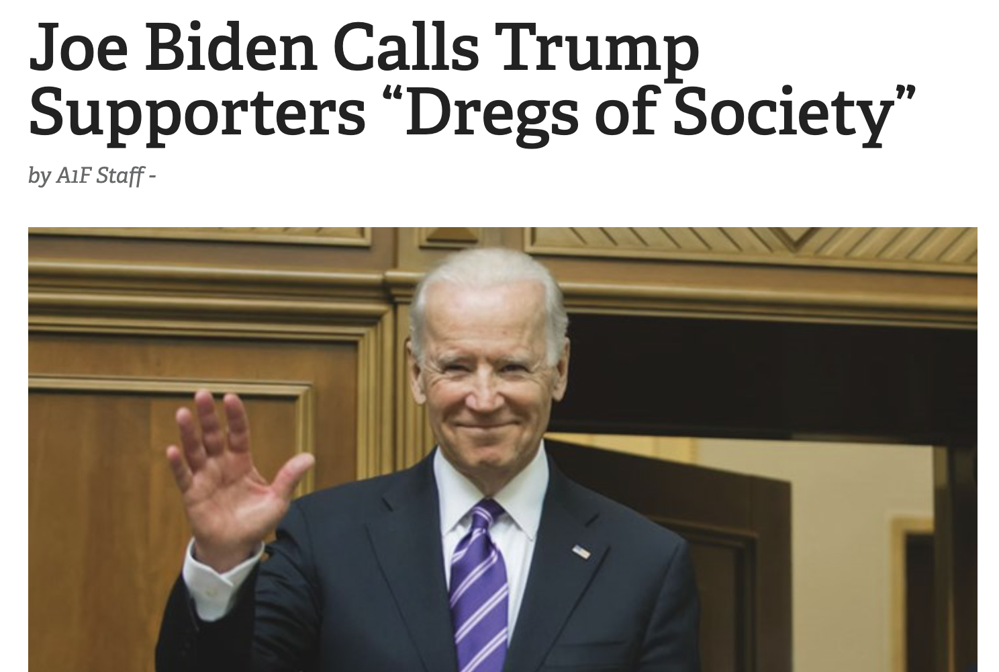 Joe Biden Calls Trump
Supporters “Dregs of Society”
by A1F Staff -